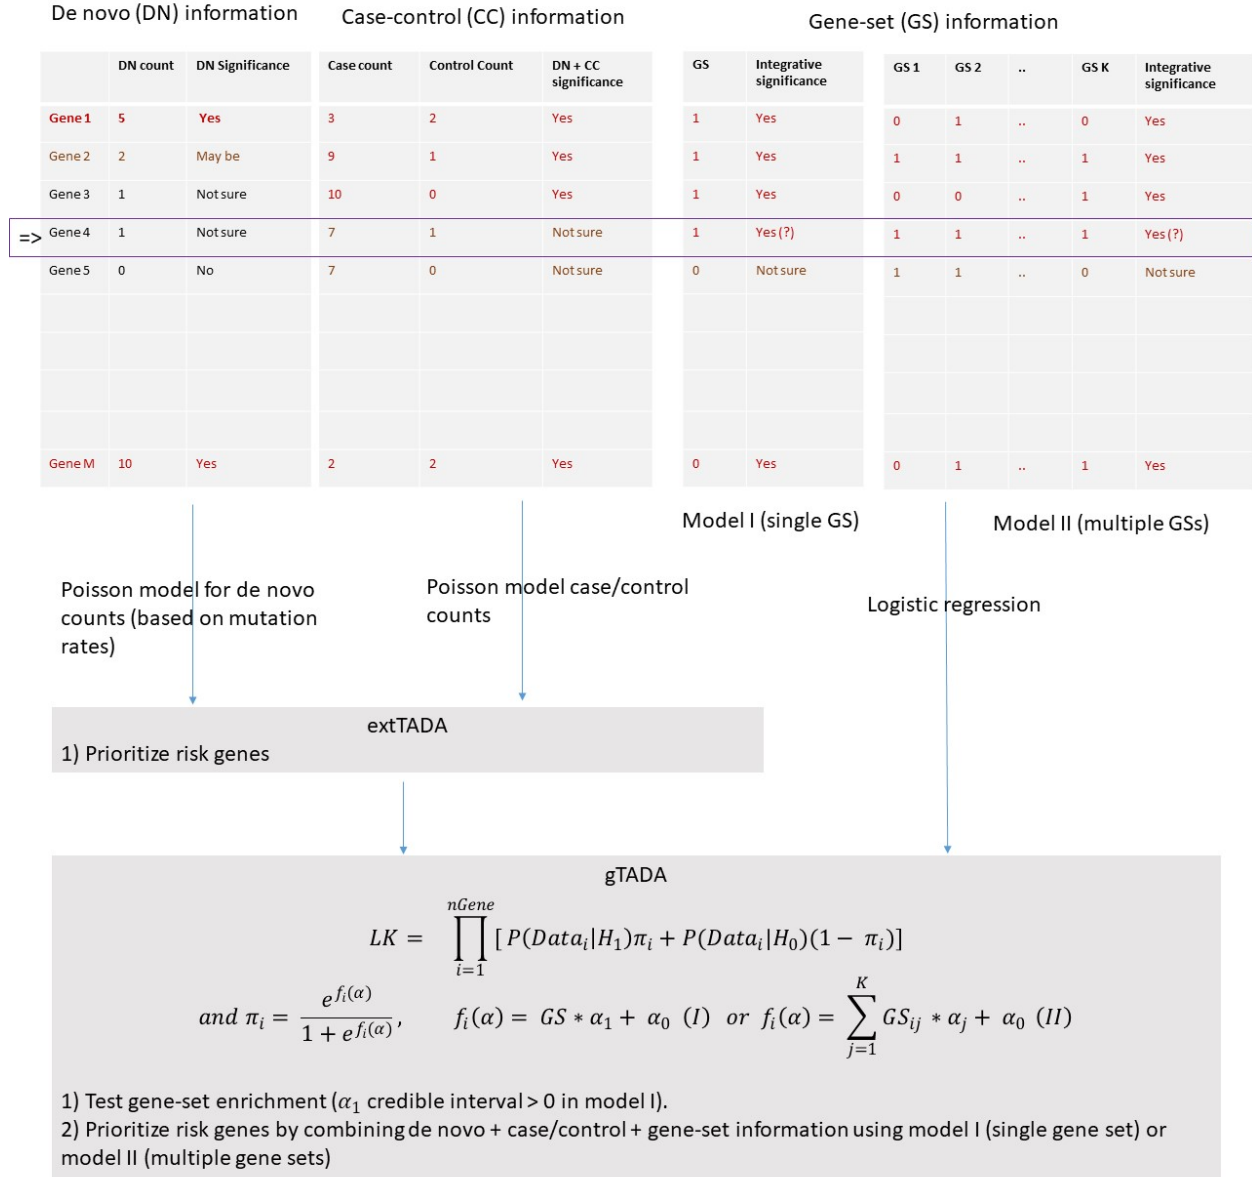 De novo (DN) information
Case-control (CC) information
Gene-set (GS) information
DN count DN Significance Case count Control Count DN + CC significance GS Integrative significance GS 1 GS 2 .. GS K Integrative significance
Gene 1 5 Yes 3 2 Yes 1 Yes 0 1 .. 0 Yes
Gene 2 2 May be 9 1 Yes 1 Yes 1 1 .. 1 Yes
Gene 3 1 Not sure 10 0 Yes 1 Yes 0 0 .. 1 Yes
=> Gene 4 1 Not sure 7 1 Not sure 1 Yes (?) 1 1 .. 1 Yes (?)
Gene 5 0 No 7 0 Not sure 0 Not sure 1 1 .. 0 Not sure
Gene M 10 Yes 2 2 Yes 0 Yes 0 1 .. 1 Yes
Model I (single GS)
Model II (multiple GSs)
Poisson model for de novo
counts (based on mutation
rates)
Poisson model case/control
counts
Logistic regression
extTADA
1) Prioritize risk genes
gTADA
LK = ∏_{i=1}^{nGene} [ P(Data_i|H_1)π_i + P(Data_i|H_0)(1 − π_i)]
and π_i = e^{f_i(α)} / (1 + e^{f_i(α)}), f_i(α) = GS * α_1 + α_0 (I) or f_i(α) = ∑_{j=1}^{K} GS_{ij} * α_j + α_0 (II)
1) Test gene-set enrichment (α_1 credible interval > 0 in model I).
2) Prioritize risk genes by combining de novo + case/control + gene-set information using model I (single gene set) or
model II (multiple gene sets)